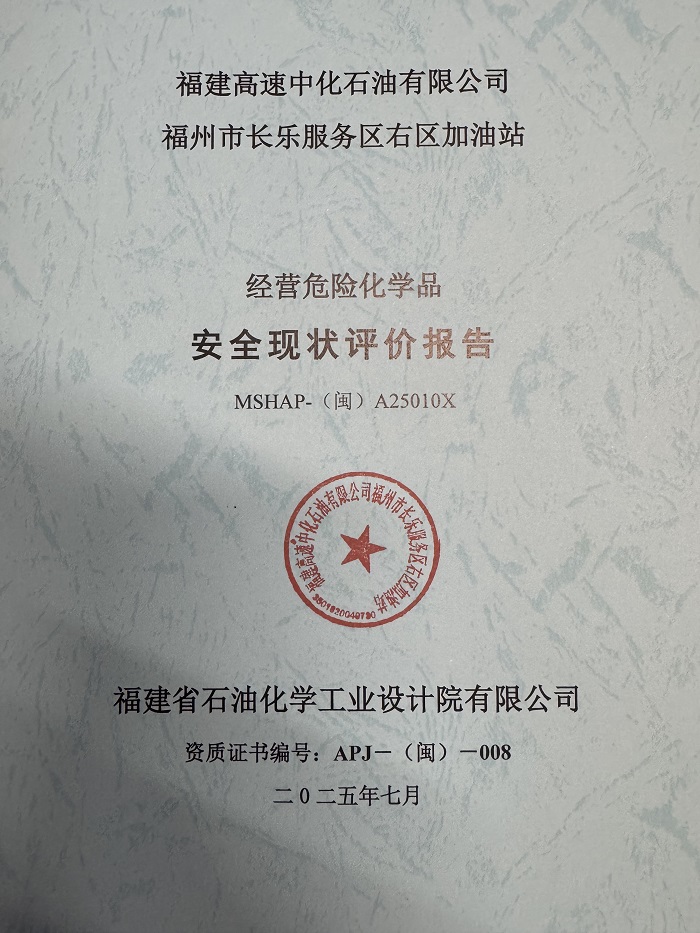 福建高速中化石油有限公司
福州市长乐服务区右区加油站
经营危险化学品
安全现状评价报告
MSHAP-（闽）A25010X
福建高速中化石油有限公司福州市长乐服务区右区加油站
福建省石油化学工业设计院有限公司
资质证书编号：APJ－（闽）－008
二０二五年七月